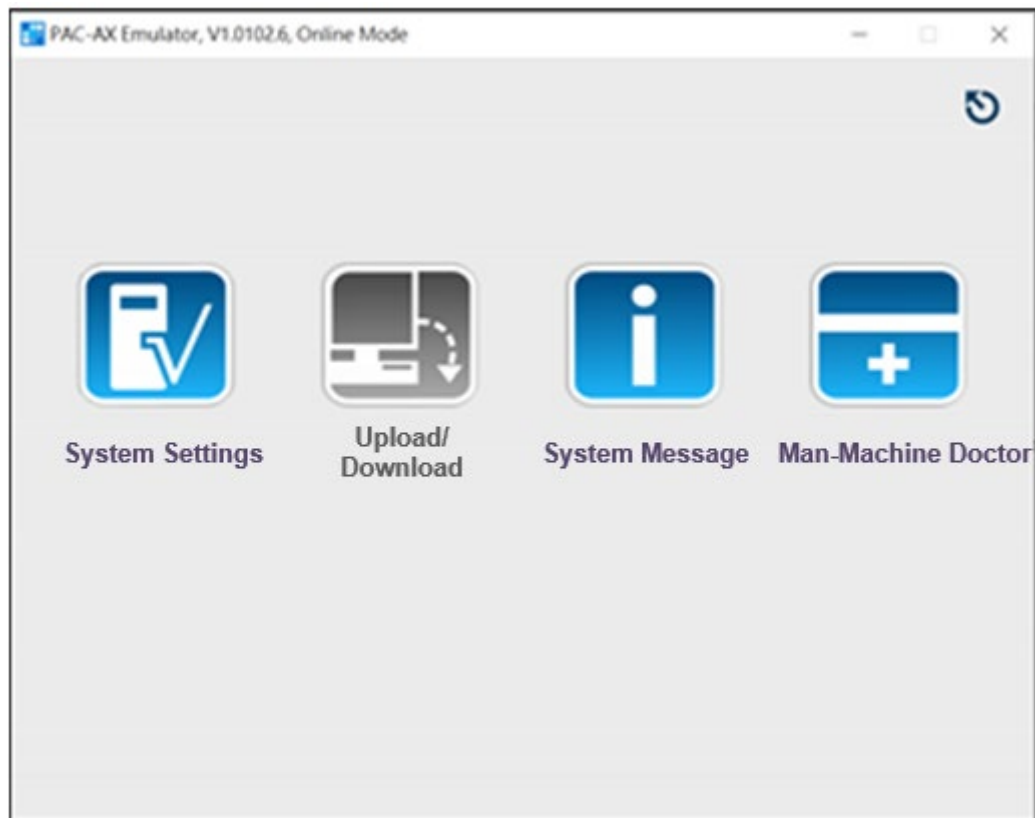 PAC-AX Emulator, V1.0102.6, Online Mode
System Settings
Upload/
Download
System Message
Man-Machine Doctor